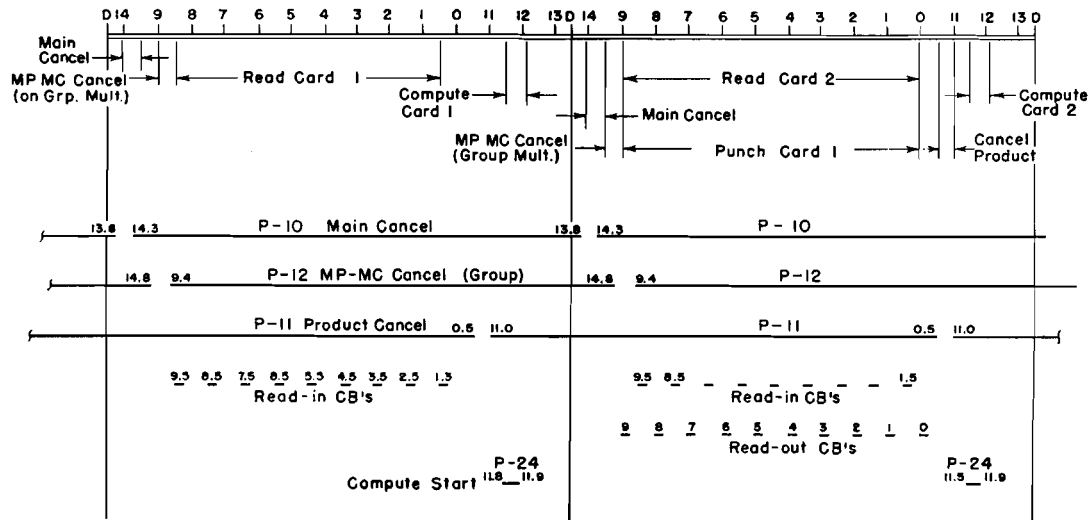 D 14 9 8 7 6 5 4 3 2 1 0 11 12 13 D 14 9 8 7 6 5 4 3 2 1 0 11 12 13 D
Main
Cancel
MP MC Cancel
(on Grp. Mult.)
Read Card 1
Compute
Card 1
Main Cancel
MP MC Cancel
(Group Mult.)
Read Card 2
Punch Card 1
Compute
Card 2
Cancel
Product
13.8 14.3 P-10 Main Cancel 13.8 14.3 P-10
14.8 9.4 P-12 MP-MC Cancel (Group) 14.8 9.4 P-12
P-11 Product Cancel 0.5 11.0 P-11 0.5 11.0
9.5 8.5 7.5 6.5 5.5 4.5 3.5 2.5 1.5 9.5 8.5 1.5
Read-in CB's Read-in CB's
9 8 7 6 5 4 3 2 1 0
Read-out CB's
P-24 P-24
Compute Start 11.8 11.9 11.5 11.9